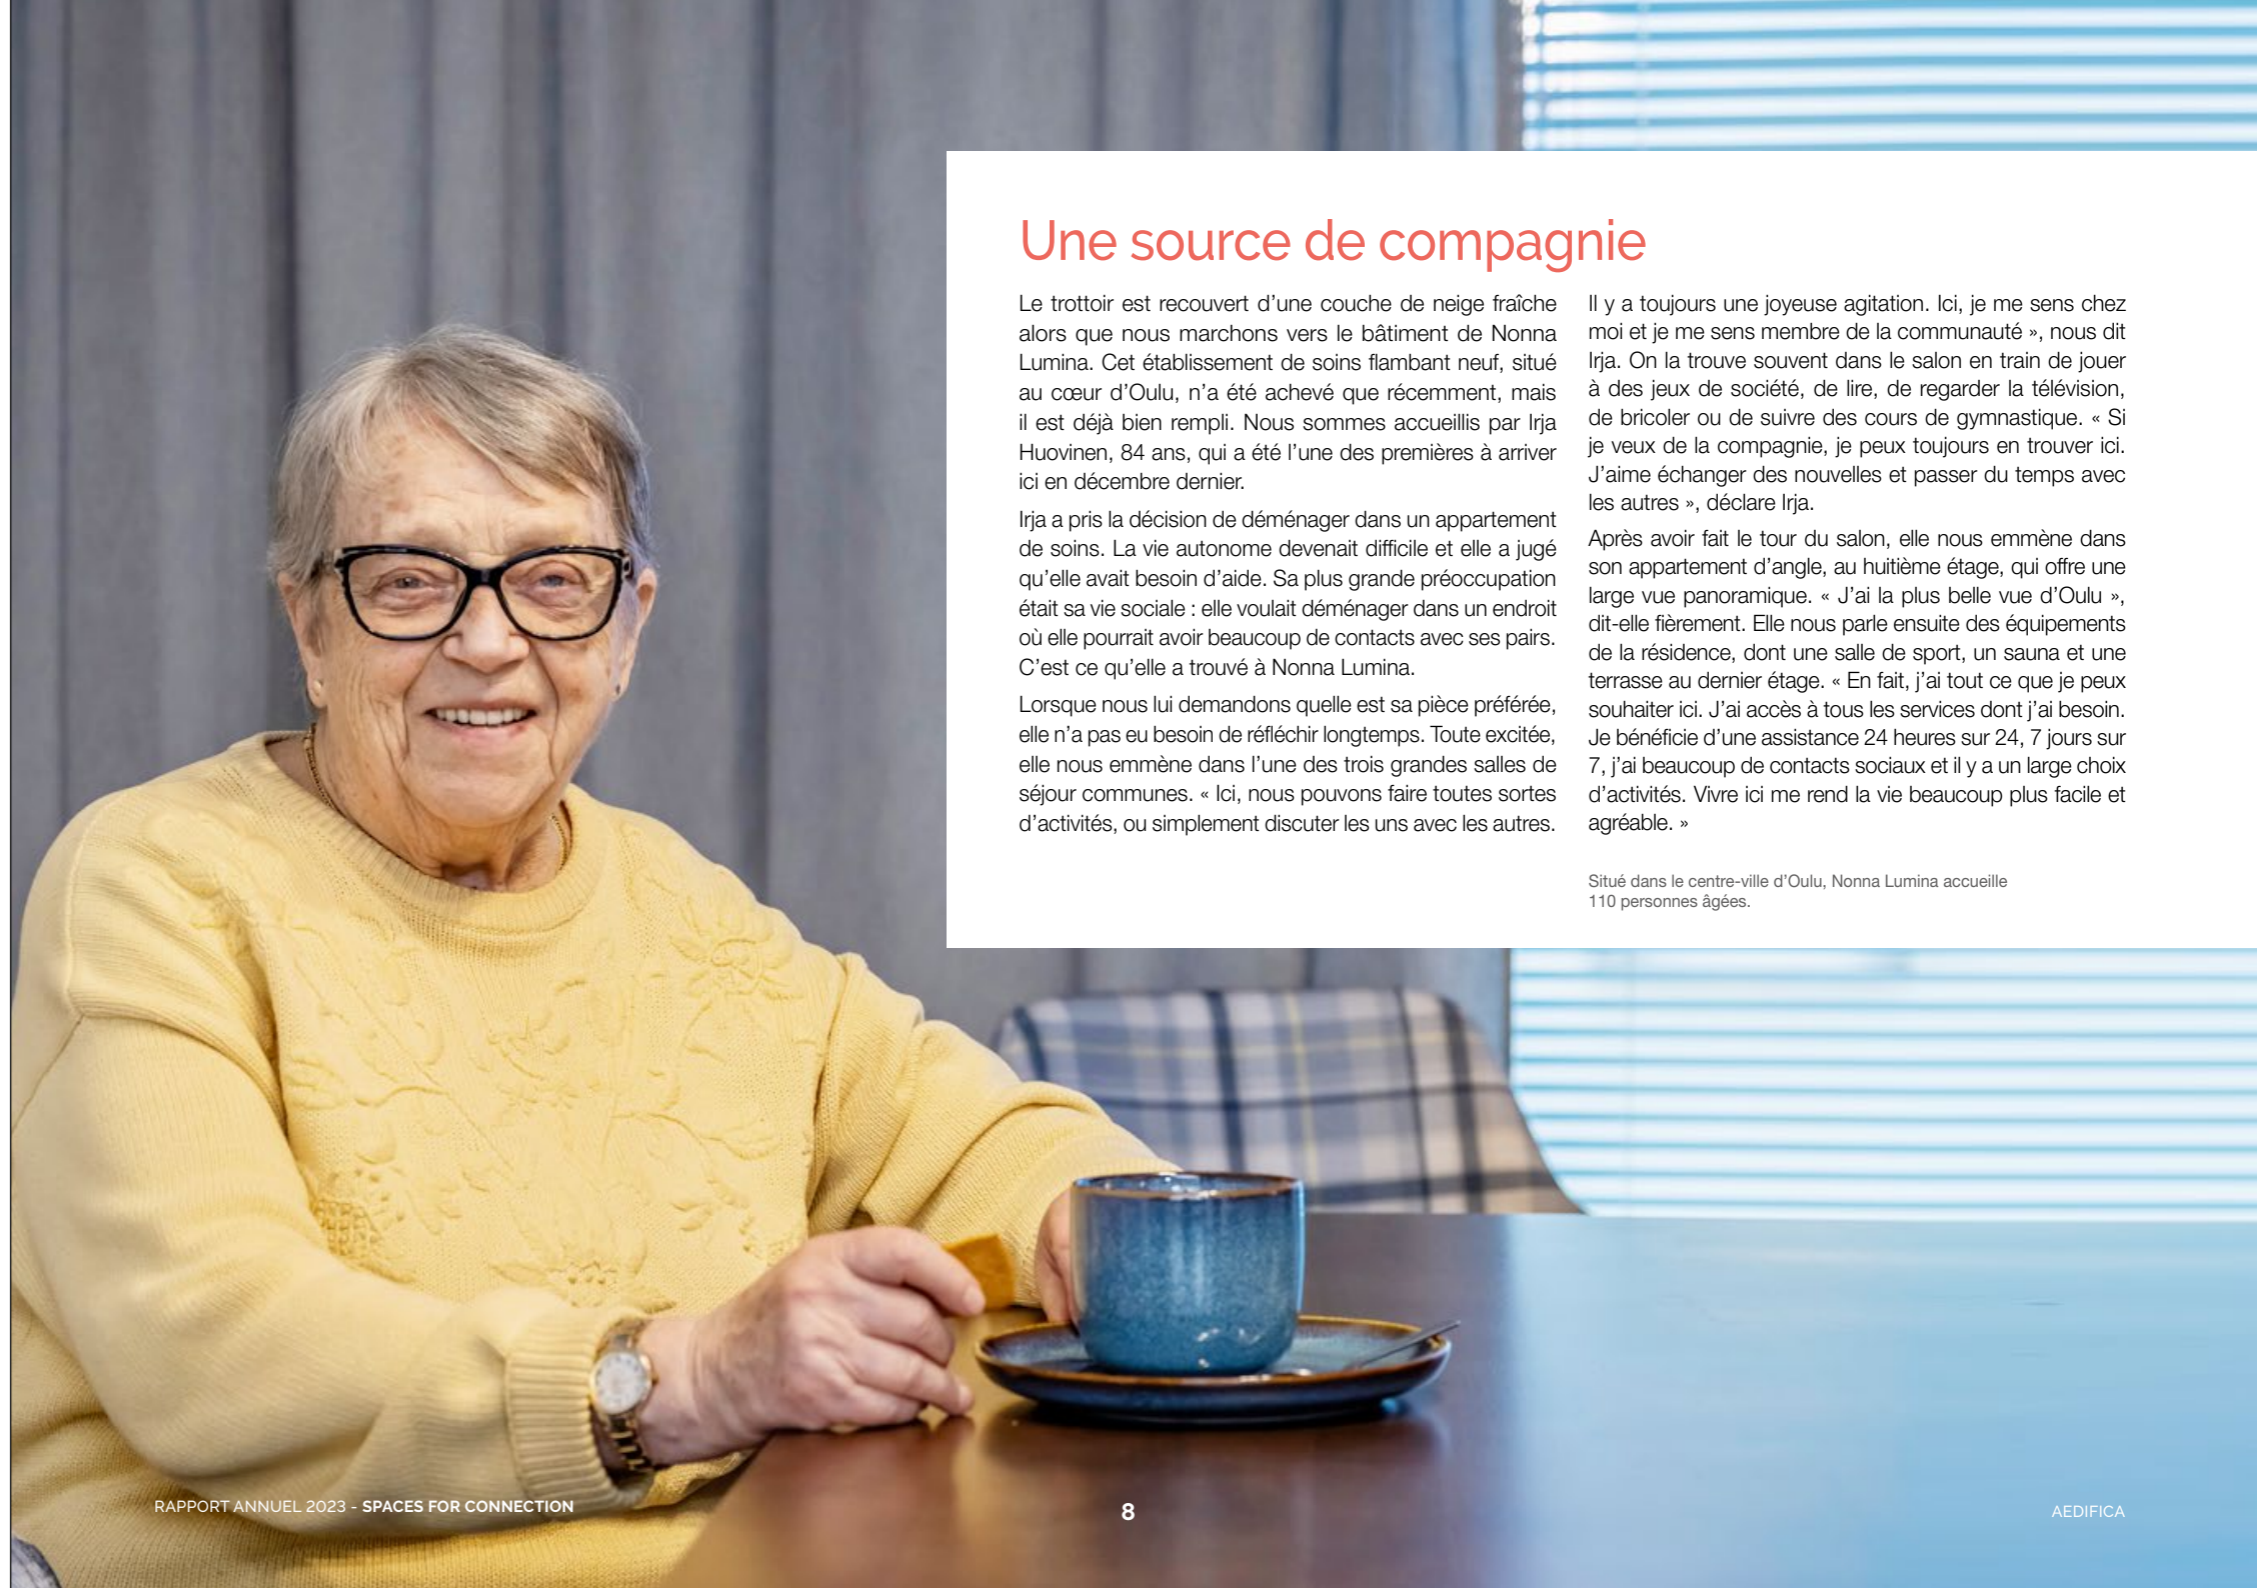 Une source de compagnie
Le trottoir est recouvert d’une couche de neige fraîche
alors que nous marchons vers le bâtiment de Nonna
Lumina. Cet établissement de soins flambant neuf, situé
au cœur d’Oulu, n’a été achevé que récemment, mais
il est déjà bien rempli. Nous sommes accueillis par Irja
Huovinen, 84 ans, qui a été l’une des premières à arriver
ici en décembre dernier.
Irja a pris la décision de déménager dans un appartement
de soins. La vie autonome devenait difficile et elle a jugé
qu’elle avait besoin d’aide. Sa plus grande préoccupation
était sa vie sociale : elle voulait déménager dans un endroit
où elle pourrait avoir beaucoup de contacts avec ses pairs.
C’est ce qu’elle a trouvé à Nonna Lumina.
Lorsque nous lui demandons quelle est sa pièce préférée,
elle n’a pas eu besoin de réfléchir longtemps. Toute excitée,
elle nous emmène dans l’une des trois grandes salles de
séjour communes. « Ici, nous pouvons faire toutes sortes
d’activités, ou simplement discuter les uns avec les autres.
Il y a toujours une joyeuse agitation. Ici, je me sens chez
moi et je me sens membre de la communauté », nous dit
Irja. On la trouve souvent dans le salon en train de jouer
à des jeux de société, de lire, de regarder la télévision,
de bricoler ou de suivre des cours de gymnastique. « Si
je veux de la compagnie, je peux toujours en trouver ici.
J’aime échanger des nouvelles et passer du temps avec
les autres », déclare Irja.
Après avoir fait le tour du salon, elle nous emmène dans
son appartement d’angle, au huitième étage, qui offre une
large vue panoramique. « J’ai la plus belle vue d’Oulu »,
dit-elle fièrement. Elle nous parle ensuite des équipements
de la résidence, dont une salle de sport, un sauna et une
terrasse au dernier étage. « En fait, j’ai tout ce que je peux
souhaiter ici. J’ai accès à tous les services dont j’ai besoin.
Je bénéficie d’une assistance 24 heures sur 24, 7 jours sur
7, j’ai beaucoup de contacts sociaux et il y a un large choix
d’activités. Vivre ici me rend la vie beaucoup plus facile et
agréable. »
Situé dans le centre-ville d’Oulu, Nonna Lumina accueille
110 personnes âgées.
RAPPORT ANNUEL 2023 - SPACES FOR CONNECTION
8
AEDIFICA